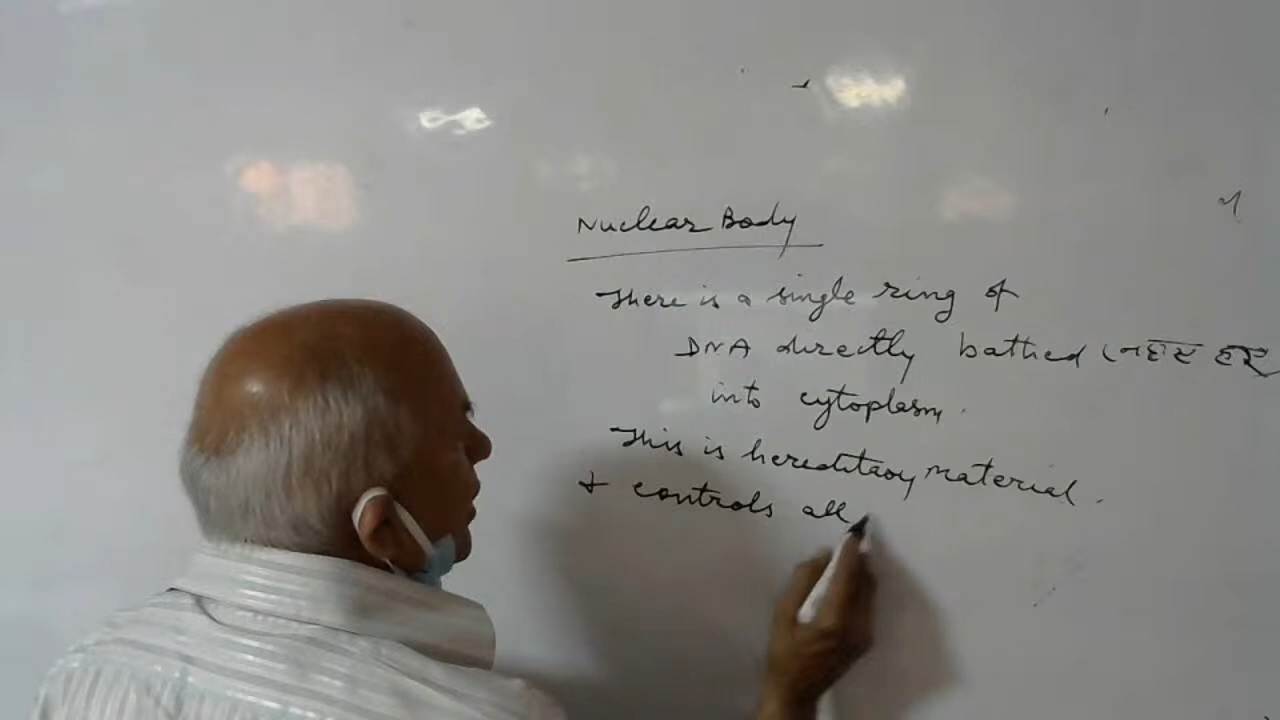 Nuclear Body
There is a single ring of
DNA directly bathed
into cytoplasm.
This is hereditary material.
& controls all